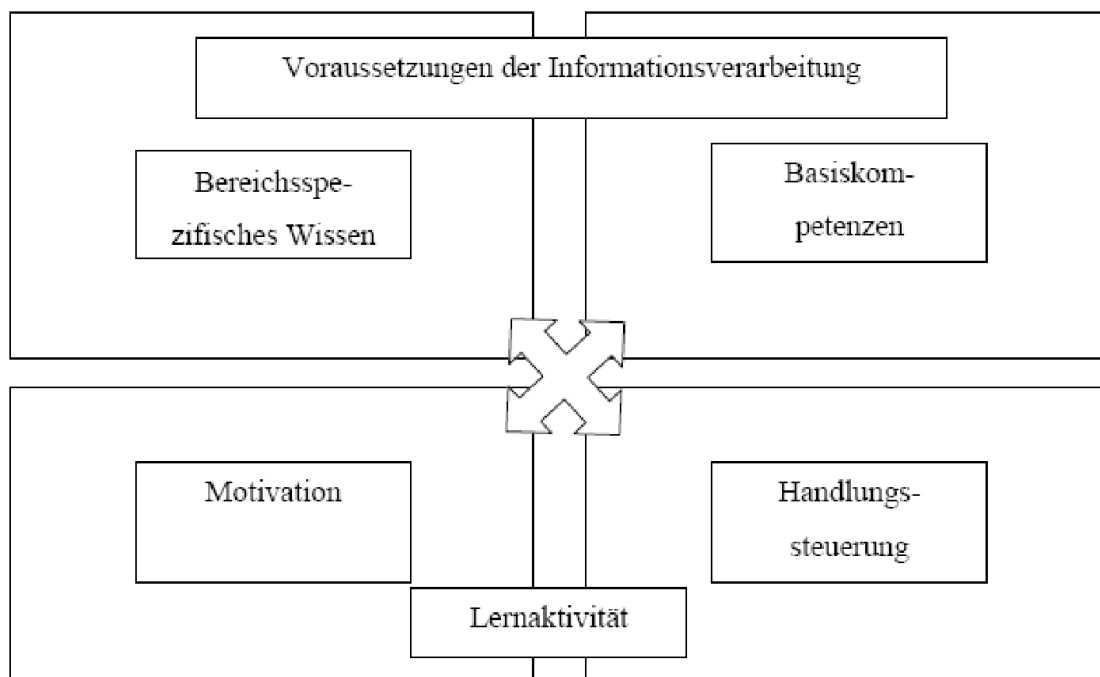 Voraussetzungen der Informationsverarbeitung
Bereichsspe-
zifisches Wissen
Basiskom-
petenzen
Motivation
Handlungs-
steuerung
Lernaktivität